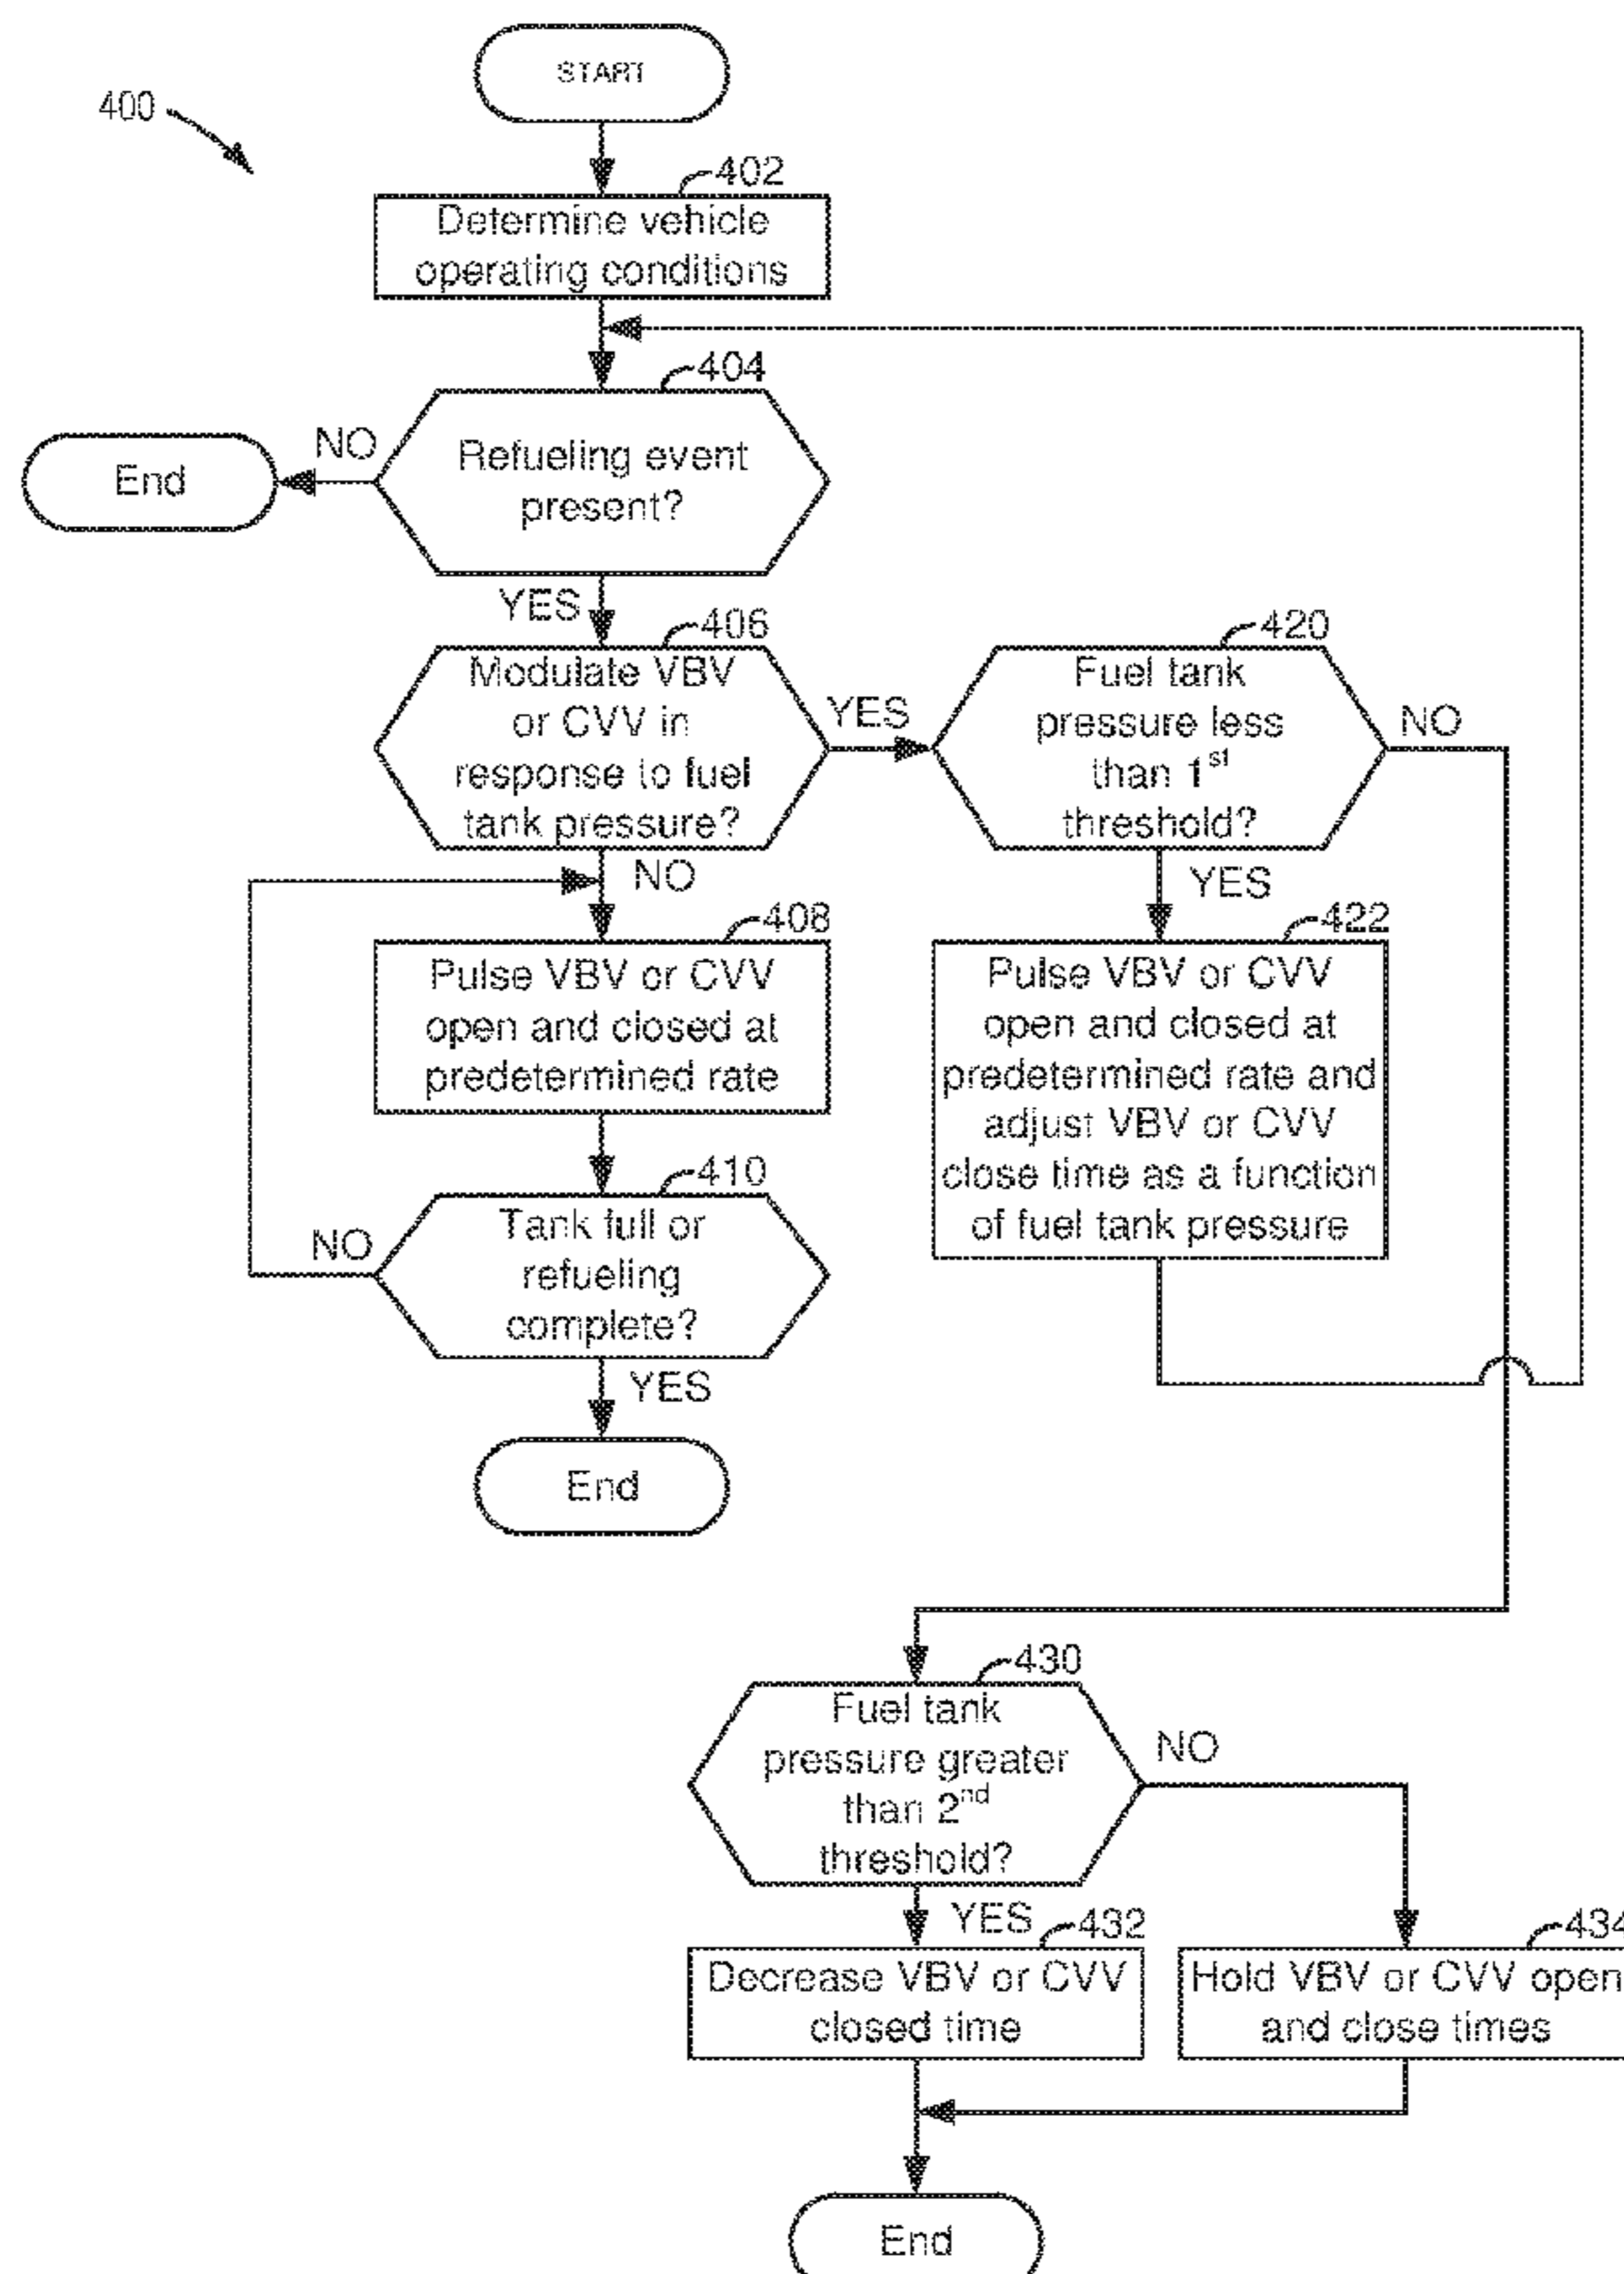 START
400
402
Determine vehicle
operating conditions
404
Refueling event
present?
NO
End
YES
406
Modulate VBV
or CVV in
response to fuel
tank pressure?
YES
420
Fuel tank
pressure less
than 1st
threshold?
NO
NO
YES
408
Pulse VBV or CVV
open and closed at
predetermined rate
422
Pulse VBV or CVV
open and closed at
predetermined rate and
adjust VBV or CVV
close time as a function
of fuel tank pressure
410
Tank full or
refueling
complete?
NO
YES
End
430
Fuel tank
pressure greater
than 2nd
threshold?
NO
YES
432
Decrease VBV or CVV
closed time
434
Hold VBV or CVV open
and close times
End